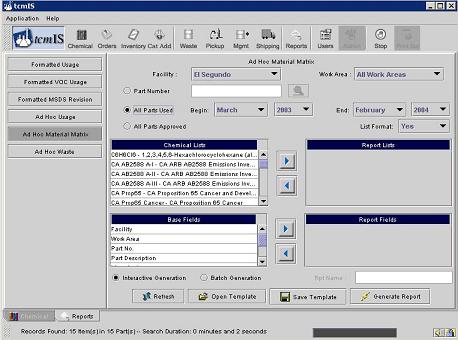 tcmIS
Application Help
tcmIS Chemical Orders Inventory Cat Add Waste Pickup Mgmt Shipping Reports Users Stop
Formatted Usage
Formatted VOC Usage
Formatted MSDS Revision
Ad Hoc Usage
Ad Hoc Material Matrix
Ad Hoc Waste
Ad Hoc Material Matrix
Facility : El Segundo Work Area : All Work Areas
Part Number
All Parts Used Begin: March 2003 End: February 2004
All Parts Approved List Format: Yes
Chemical Lists Report Lists
C6H6Cl6 - 1,2,3,4,5,6-Hexachlorocyclohexane (al...
CA AB2588 A-I - CA ARB AB2588 Emissions Inve...
CA AB2588 A-II - CA ARB AB2588 Emissions Inve...
CA AB2588 A-III - CA ARB AB2588 Emissions Inve...
CA Prop65 - CA Proposition 65 Cancer and Devel...
CA Prop65 Cancer- CA Proposition 65 Cancer
Base Fields Report Fields
Facility
Work Area
Part No.
Part Description
Interactive Generation Batch Generation Rpt Name :
Refresh Open Template Save Template Generate Report
Chemical Reports
Records Found: 15 Item(s) in 15 Part(s) -- Search Duration: 0 minutes and 2 seconds